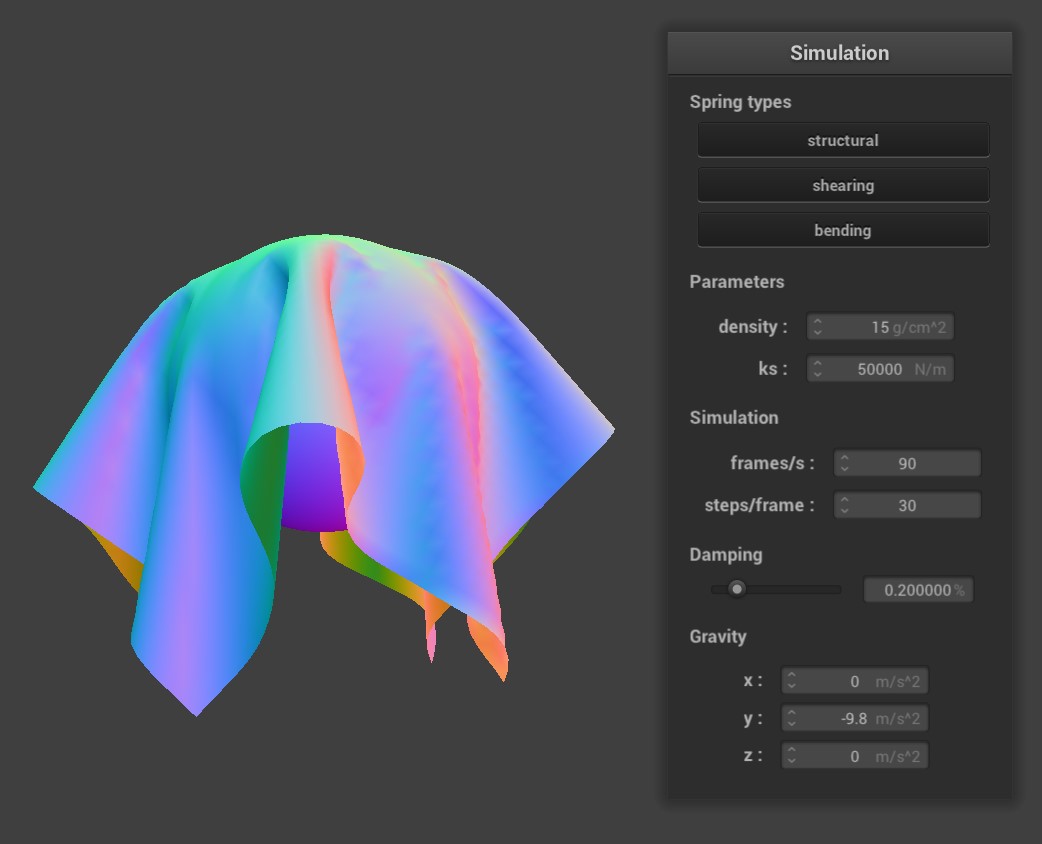 Simulation
Spring types
structural
shearing
bending
Parameters
density : 15 g/cm^2
ks : 50000 N/m
Simulation
frames/s : 90
steps/frame : 30
Damping
0.200000 %
Gravity
x : 0 m/s^2
y : -9.8 m/s^2
z : 0 m/s^2